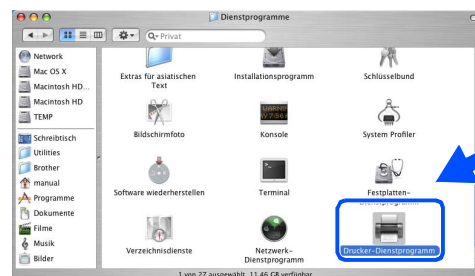 Dienstprogramme
Privat
Network
Mac OS X
Macintosh HD...
Macintosh HD
TEMP
Schreibtisch
Utilities
Brother
manual
Programme
Dokumente
Filme
Musik
Bilder
Extras für asiatischen
Text
Installationsprogramm
Schlüsselbund
Bildschirmfoto
Konsole
System Profiler
Software wiederherstellen
Terminal
Festplatten-
Dienstprogramm
Verzeichnisdienste
Netzwerk-
Dienstprogramm
Drucker-Dienstprogramm
1 von 27 ausgewählt, 11,46 GB verfügbar